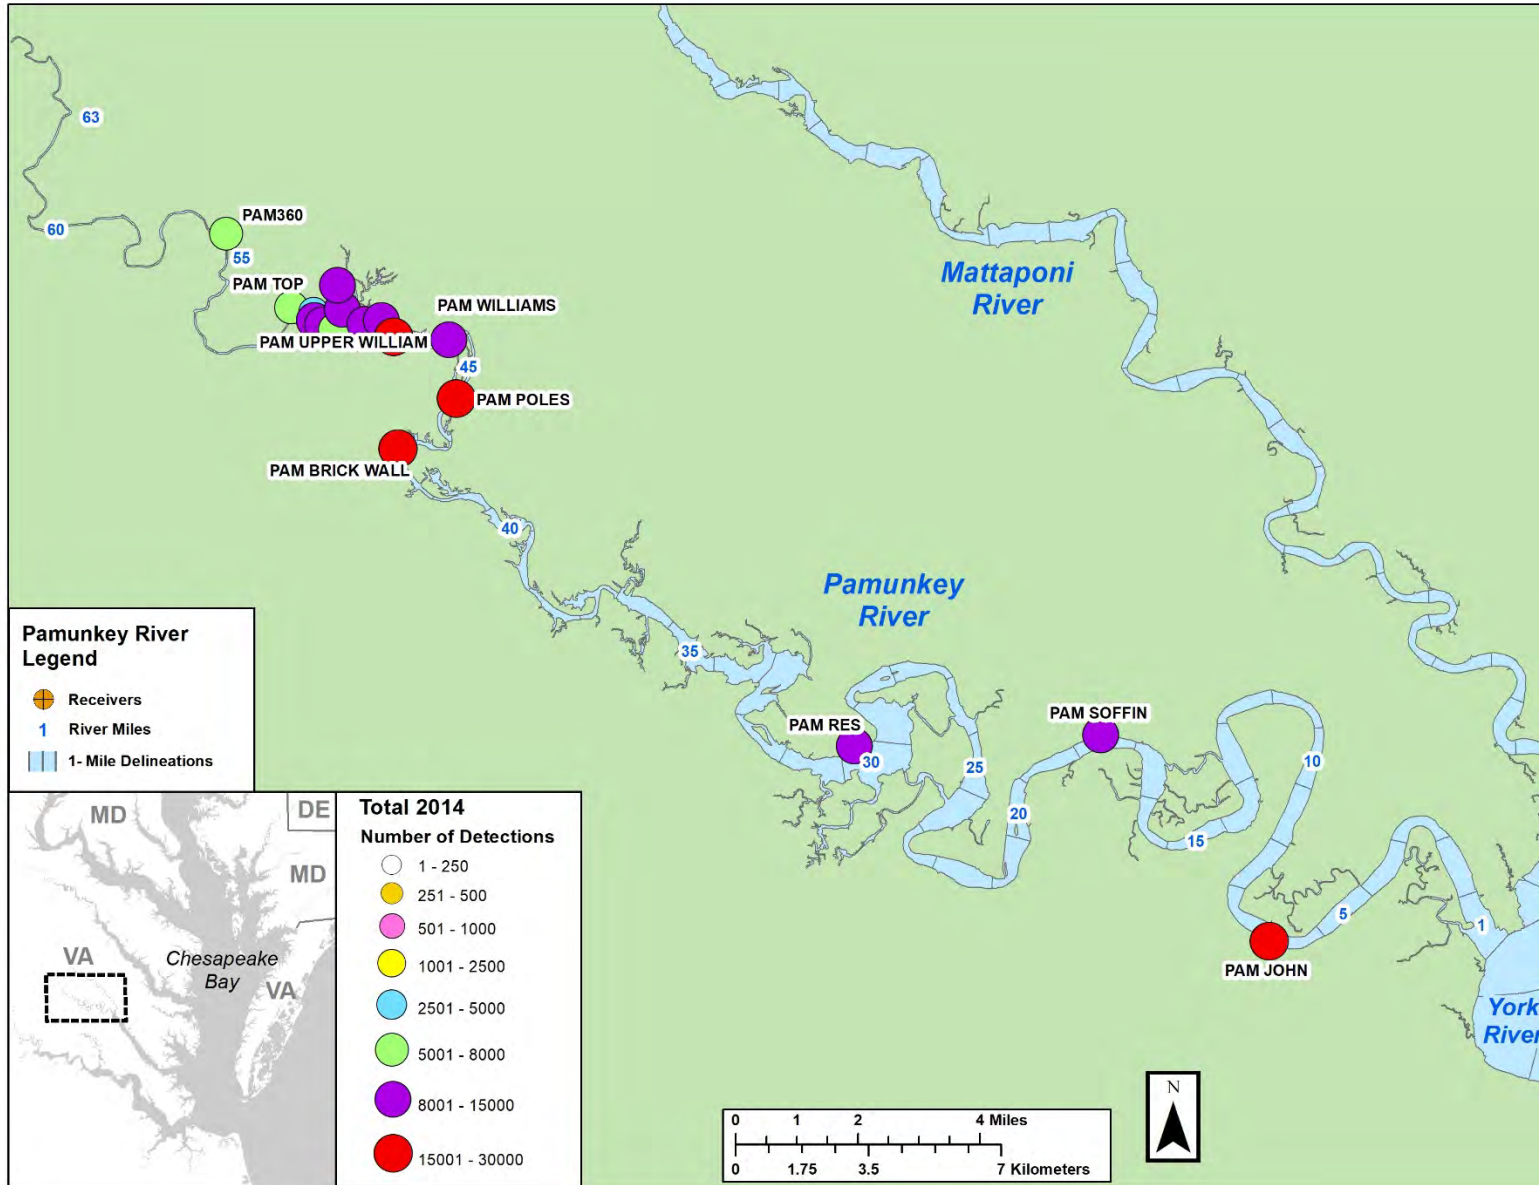 63
PAM360
60
55
PAM TOP
PAM WILLIAMS
PAM UPPER WILLIAM
45
PAM POLES
PAM BRICK WALL
40
Mattaponi
River
Pamunkey
River
35
PAM RES
30
25
PAM SOFFIN
20
15
10
PAM JOHN
5
1
York
River
Pamunkey River
Legend
Receivers
1 River Miles
1- Mile Delineations
MD
DE
MD
VA
Chesapeake
Bay
VA
Total 2014
Number of Detections
1 - 250
251 - 500
501 - 1000
1001 - 2500
2501 - 5000
5001 - 8000
8001 - 15000
15001 - 30000
0 1 2 4 Miles
0 1.75 3.5 7 Kilometers
N